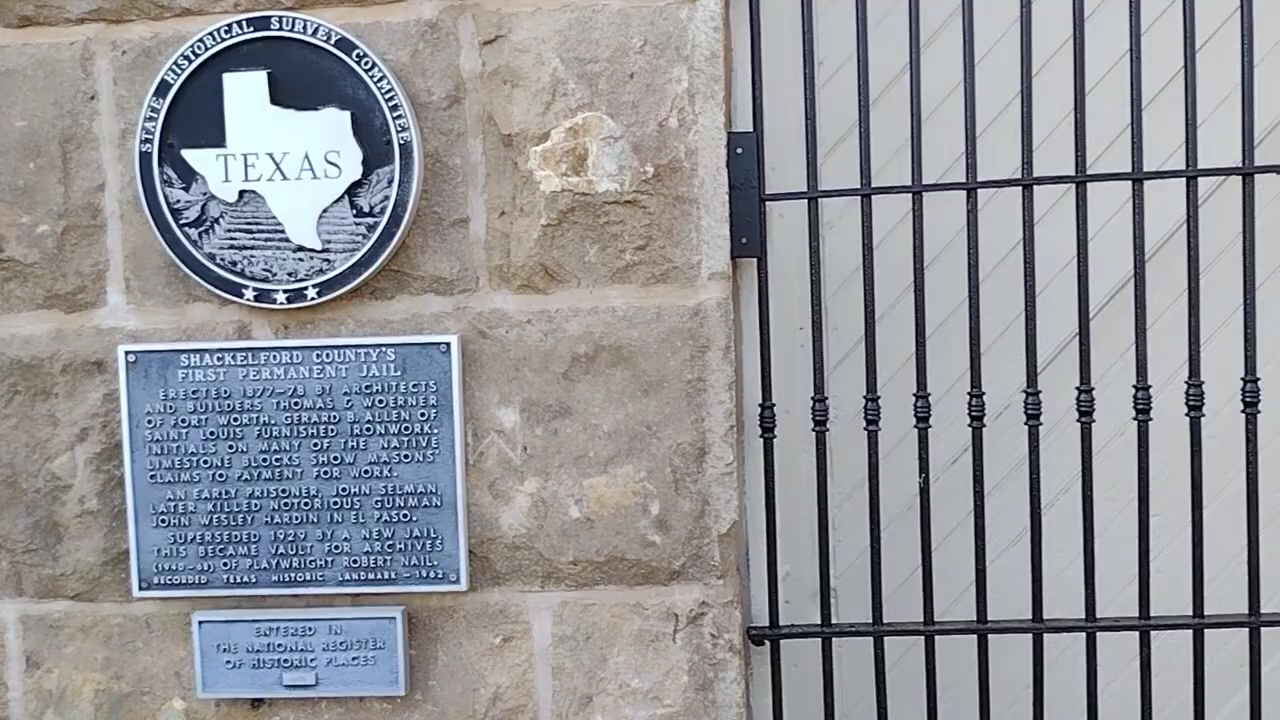 STATE HISTORICAL SURVEY COMMITTEE
TEXAS
SHACKELFORD COUNTY'S
FIRST PERMANENT JAIL
ERECTED 1877-78 BY ARCHITECTS
AND BUILDERS THOMAS & WOERNER
OF FORT WORTH. GERARD B. ALLEN OF
SAINT LOUIS FURNISHED IRONWORK.
INITIALS ON MANY OF THE NATIVE
LIMESTONE BLOCKS SHOW MASONS'
CLAIMS TO PAYMENT FOR WORK.
AN EARLY PRISONER, JOHN SELMAN,
LATER KILLED NOTORIOUS GUNMAN
JOHN WESLEY HARDIN IN EL PASO.
SUPERSEDED 1929 BY A NEW JAIL,
THIS BECAME VAULT FOR ARCHIVES
(1940-68) OF PLAYWRIGHT ROBERT NAIL.
RECORDED TEXAS HISTORIC LANDMARK - 1962
ENTERED IN
THE NATIONAL REGISTER
OF HISTORIC PLACES